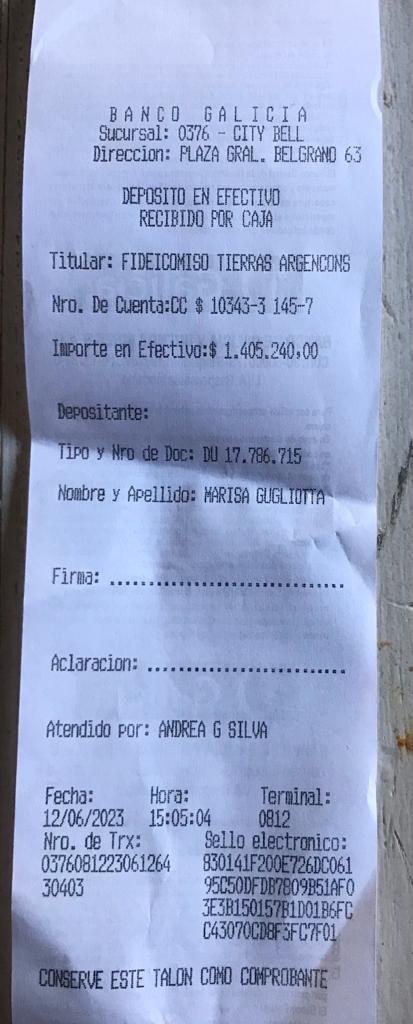 BANCO GALICIA
Sucursal: 0376 - CITY BELL
Direccion: PLAZA GRAL. BELGRANO 63
DEPOSITO EN EFECTIVO
RECIBIDO POR CAJA
Titular: FIDEICOMISO TIERRAS ARGENCONS
Nro. De Cuenta:CC $ 10343-3 145-7
Importe en Efectivo:$ 1.405.240,00
Depositante:
Tipo y Nro de Doc: DU 17.786.715
Nombre y Apellido: MARISA GUGLIOTTA
Firma: ..............................
Aclaracion: .........................
Atendido por: ANDREA G SILVA
Fecha: Hora: Terminal:
12/06/2023 15:05:04 0812
Nro. de Trx: Sello electronico:
0376081223061264 830141F200E726DC061
30403 95C50DFDB7809B51AF0
3E3B150157B1D01B6FC
C43070CD8F3FC7F01
CONSERVE ESTE TALON COMO COMPROBANTE